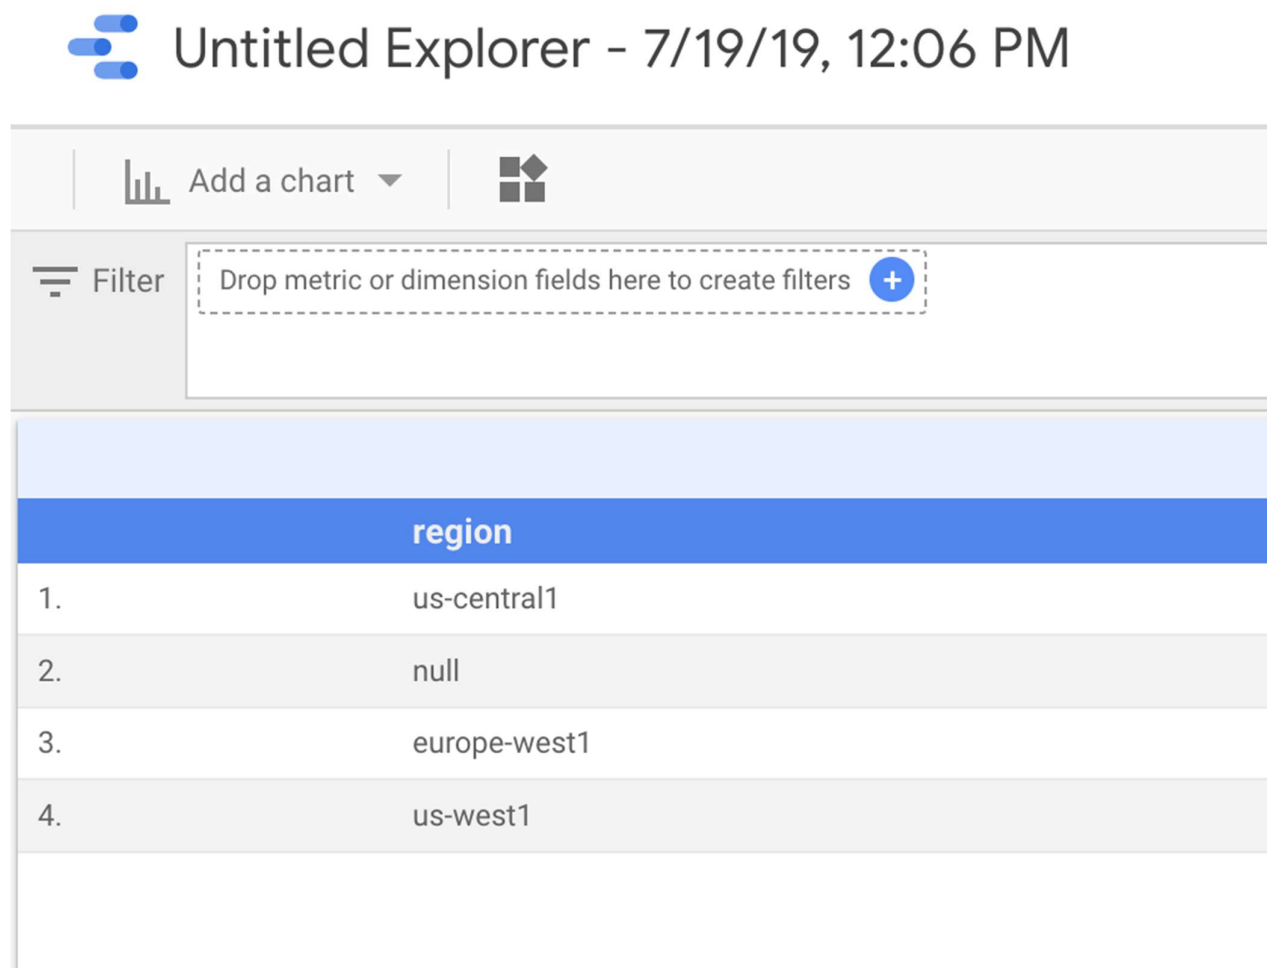 Untitled Explorer - 7/19/19, 12:06 PM
Add a chart
Filter
Drop metric or dimension fields here to create filters
region
1. us-central1
2. null
3. europe-west1
4. us-west1